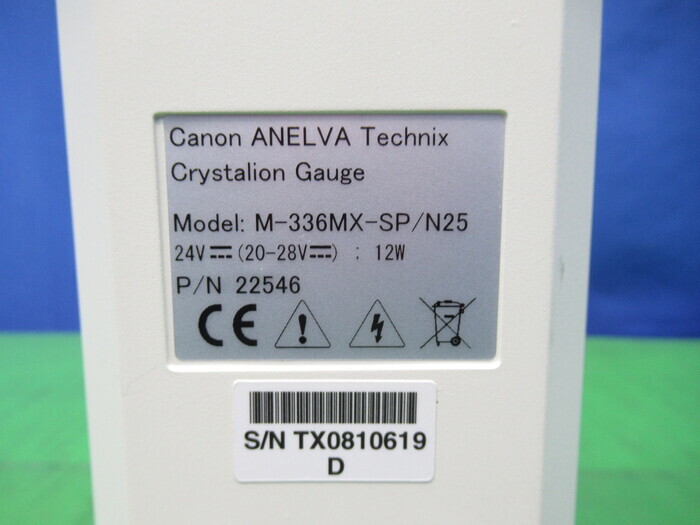 Canon ANELVA Technix
Crystalion Gauge
Model: M-336MX-SP/N25
24V⎓(20-28V⎓) : 12W
P/N 22546
CE
S/N TX0810619
D